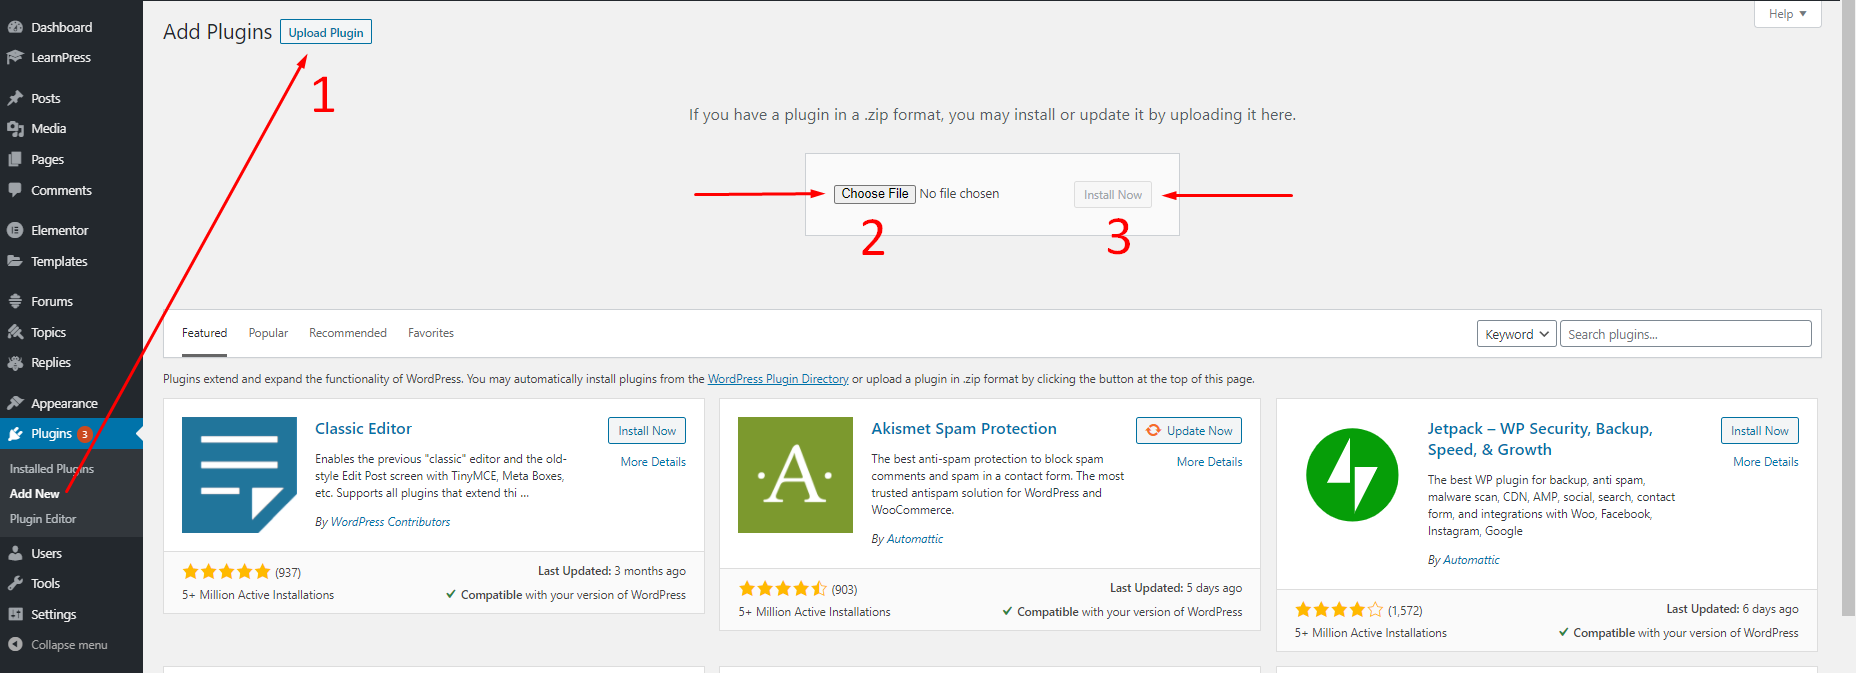 Dashboard
LearnPress
Posts
Media
Pages
Comments
Elementor
Templates
Forums
Topics
Replies
Appearance
Plugins 3
Installed Plugins
Add New
Plugin Editor
Users
Tools
Settings
Collapse menu
Help
Add Plugins Upload Plugin
1
If you have a plugin in a .zip format, you may install or update it by uploading it here.
Choose File No file chosen Install Now
2 3
Featured Popular Recommended Favorites Keyword Search plugins...
Plugins extend and expand the functionality of WordPress. You may automatically install plugins from the WordPress Plugin Directory or upload a plugin in .zip format by clicking the button at the top of this page.
Classic Editor
Install Now
More Details
Enables the previous "classic" editor and the old-
style Edit Post screen with TinyMCE, Meta Boxes,
etc. Supports all plugins that extend thi ...
By WordPress Contributors
(937)
Last Updated: 3 months ago
5+ Million Active Installations
Compatible with your version of WordPress
A
Akismet Spam Protection
Update Now
More Details
The best anti-spam protection to block spam
comments and spam in a contact form. The most
trusted antispam solution for WordPress and
WooCommerce.
By Automattic
(903)
Last Updated: 5 days ago
5+ Million Active Installations
Compatible with your version of WordPress
Jetpack – WP Security, Backup,
Speed, & Growth
Install Now
More Details
The best WP plugin for backup, anti spam,
malware scan, CDN, AMP, social, search, contact
form, and integrations with Woo, Facebook,
Instagram, Google
By Automattic
(1,572)
Last Updated: 6 days ago
5+ Million Active Installations
Compatible with your version of WordPress